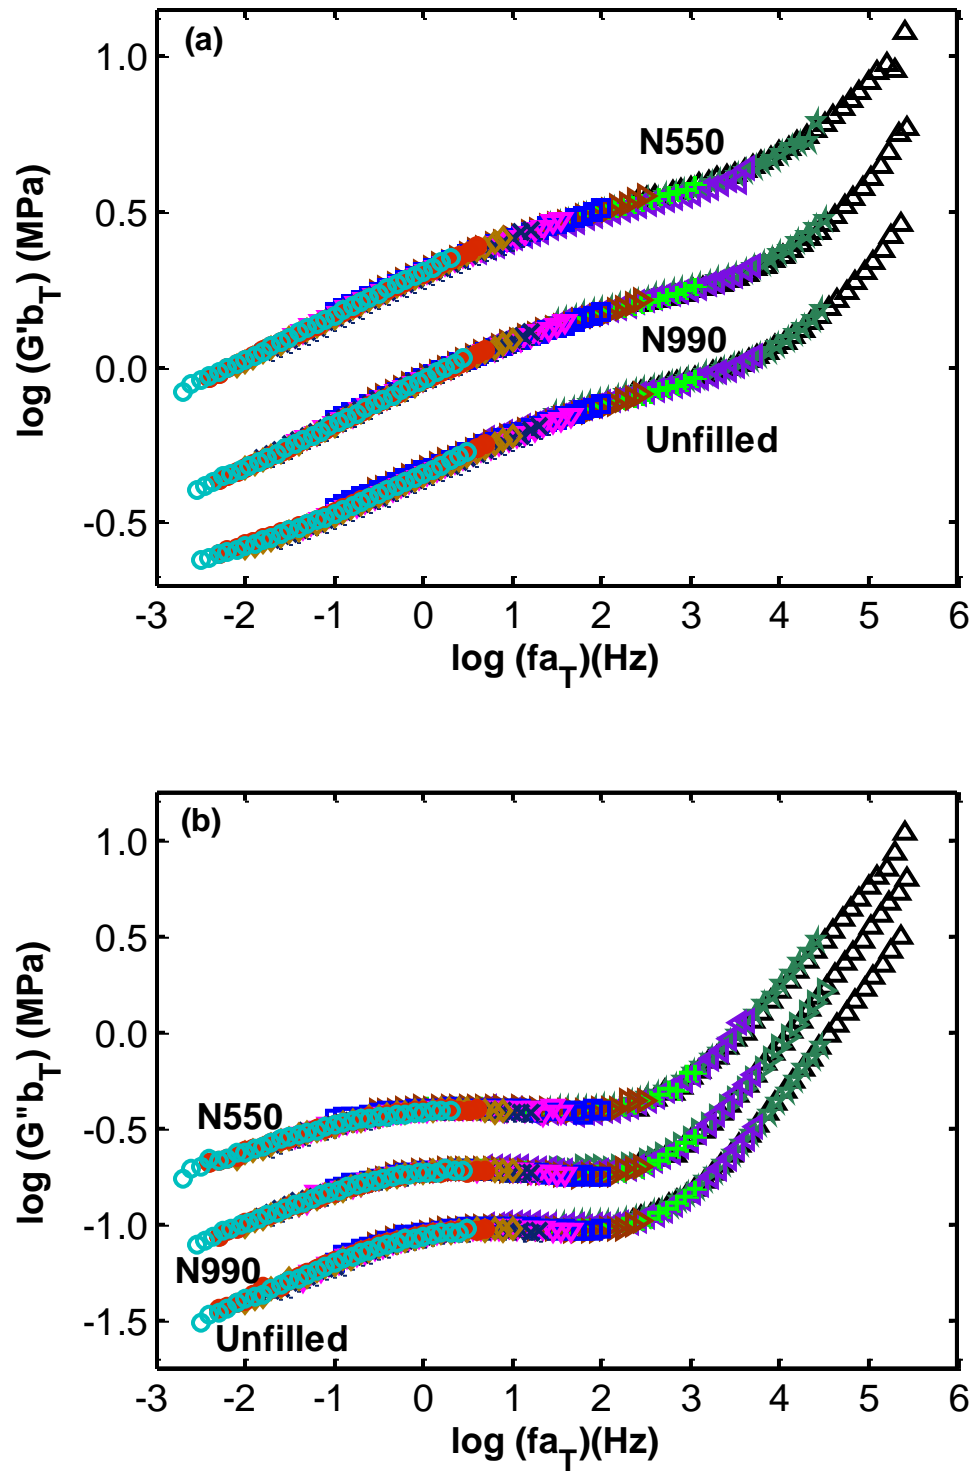 (a)
1.0
0.5
0.0
-0.5
log (G'b_T) (MPa)
N550
N990
Unfilled
-3 -2 -1 0 1 2 3 4 5 6
log (fa_T)(Hz)
(b)
1.0
0.5
0.0
-0.5
-1.0
-1.5
log (G"b_T) (MPa)
N550
N990
Unfilled
-3 -2 -1 0 1 2 3 4 5 6
log (fa_T)(Hz)